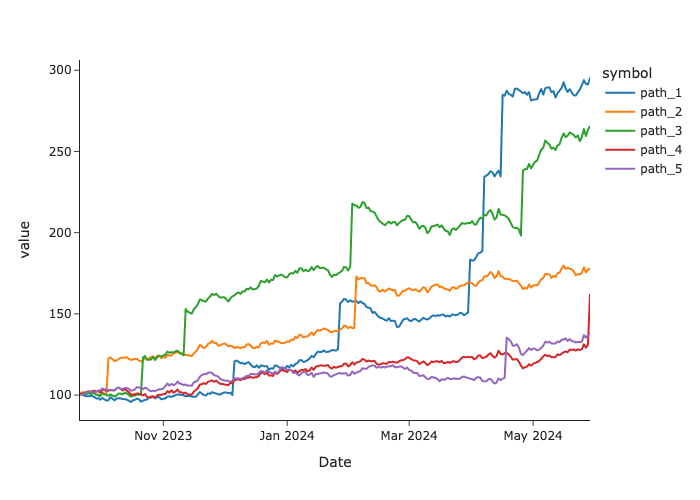 300
250
200
150
100
value
Nov 2023
Jan 2024
Mar 2024
May 2024
Date
symbol
path_1
path_2
path_3
path_4
path_5